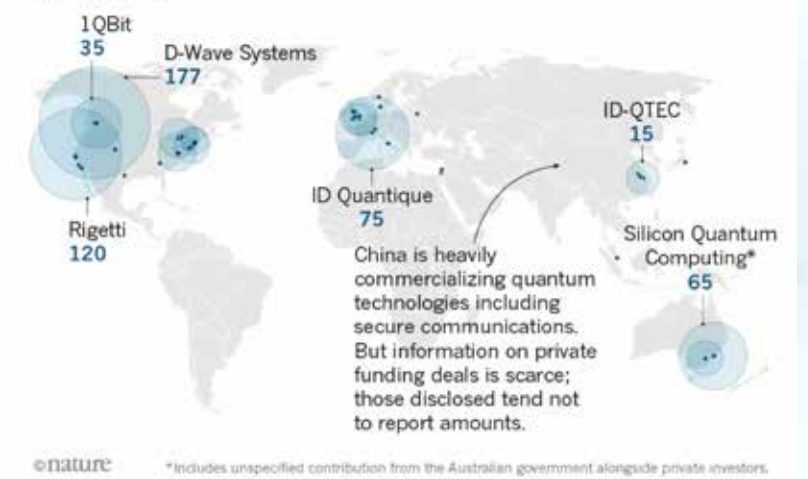 1QBit
35
D-Wave Systems
177
ID-QTEC
15
ID Quantique
75
Rigetti
120
Silicon Quantum
Computing*
65
China is heavily
commercializing quantum
technologies including
secure communications.
But information on private
funding deals is scarce;
those disclosed tend not
to report amounts.
©nature
*Includes unspecified contribution from the Australian government alongside private investors.